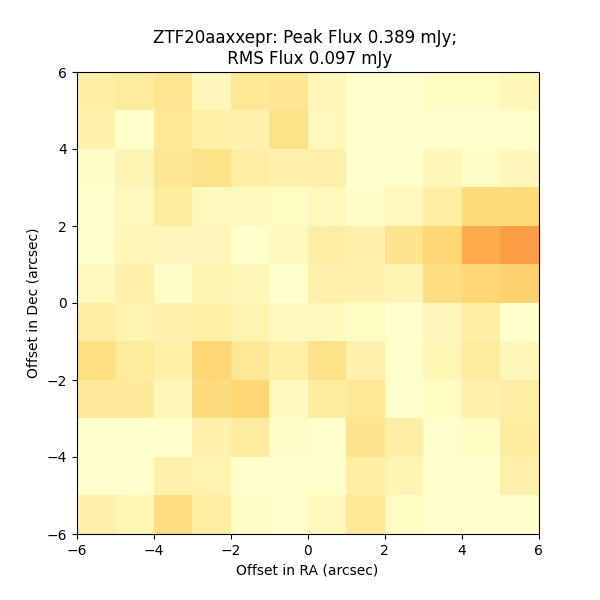 ZTF20aaxxepr: Peak Flux 0.389 mJy;
RMS Flux 0.097 mJy
6
4
2
0
−2
−4
−6
Offset in Dec (arcsec)
−6 −4 −2 0 2 4 6
Offset in RA (arcsec)